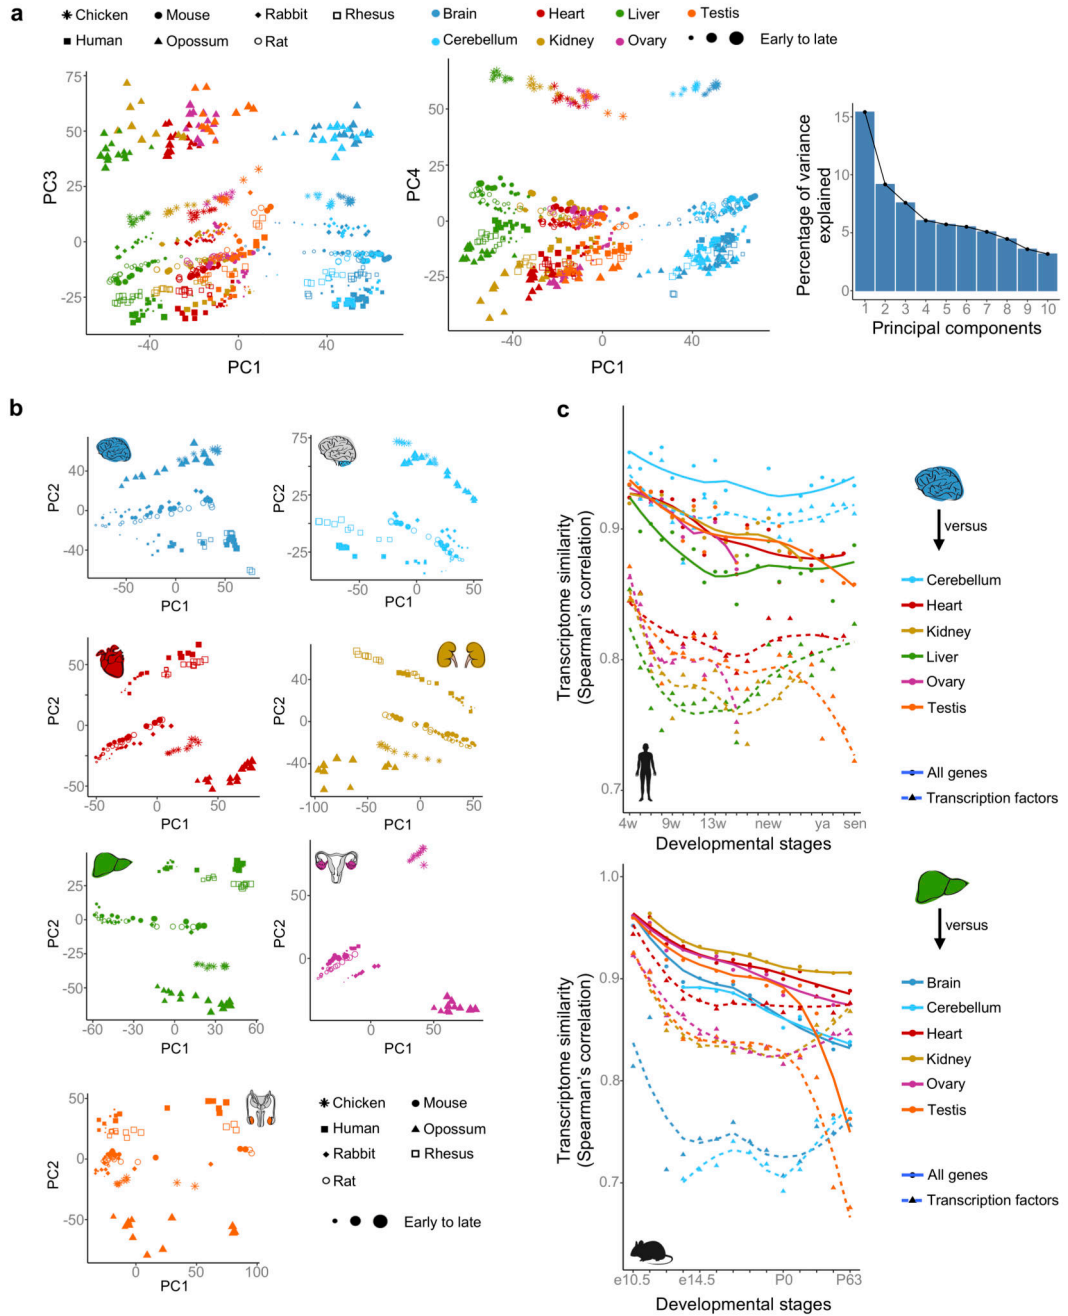 a
Chicken Mouse Rabbit Rhesus
Human Opossum Rat
Brain Heart Liver Testis
Cerebellum Kidney Ovary Early to late
75
50
25
0
-25
PC3
-40 0 40
PC1
50
25
0
-25
PC4
-40 0 40
PC1
15
10
5
0
Percentage of variance
explained
1 2 3 4 5 6 7 8 9 10
Principal components
b
40
0
-40
PC2
-50 0 50
PC1
75
25
-25
PC2
-50 0 50
PC1
50
0
-50
PC2
-50 0 50
PC1
40
0
-40
PC2
-100 -50 0 50
PC1
25
0
-25
-50
PC2
-60 -30 0 30 60
PC1
50
0
PC2
0 50
PC1
50
0
-50
PC2
0 50 100
PC1
Chicken Mouse
Human Opossum
Rabbit Rhesus
Rat
Early to late
c
0.9
0.8
0.7
Transcriptome similarity
(Spearman's correlation)
4w 9w 13w new ya sen
Developmental stages
versus
Cerebellum
Heart
Kidney
Liver
Ovary
Testis
All genes
Transcription factors
1.0
0.9
0.8
0.7
Transcriptome similarity
(Spearman's correlation)
e10.5 e14.5 P0 P63
Developmental stages
versus
Brain
Cerebellum
Heart
Kidney
Ovary
Testis
All genes
Transcription factors